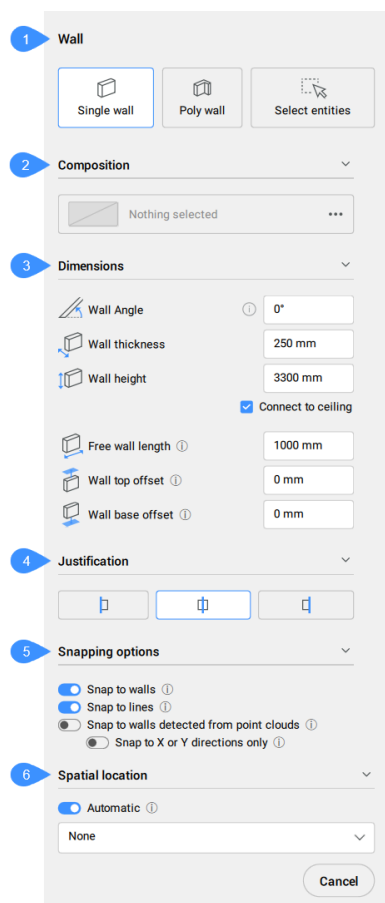 1 Wall
Single wall Poly wall Select entities
2 Composition
Nothing selected •••
3 Dimensions
Wall Angle 0°
Wall thickness 250 mm
Wall height 3300 mm
Connect to ceiling
Free wall length 1000 mm
Wall top offset 0 mm
Wall base offset 0 mm
4 Justification
5 Snapping options
Snap to walls
Snap to lines
Snap to walls detected from point clouds
Snap to X or Y directions only
6 Spatial location
Automatic
None
Cancel